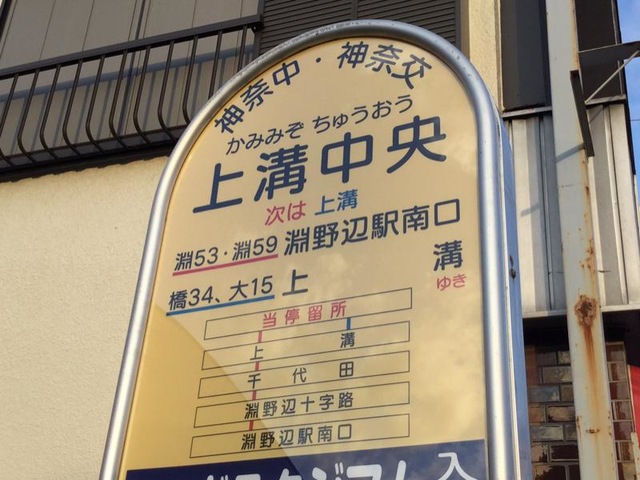 神奈中・神奈交
かみみぞ ちゅうおう
上溝中央
次は 上溝
淵53・淵59 淵野辺駅南口
橋34、大15 上 溝
ゆき
当停留所
上 溝
千代田
淵野辺十字路
淵野辺駅南口
入